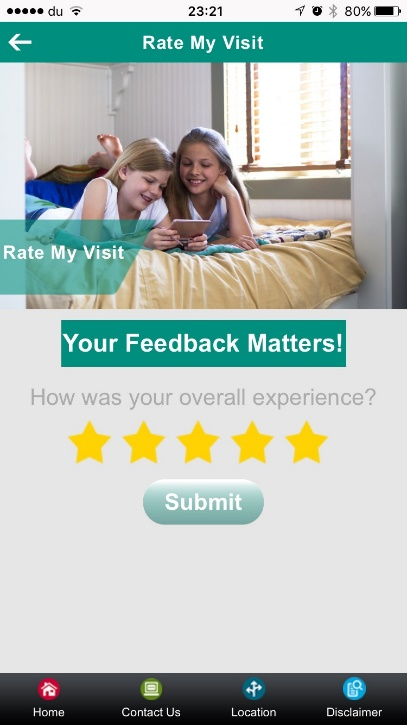 du 23:21 80%
Rate My Visit
Rate My Visit
Your Feedback Matters!
How was your overall experience?
Submit
Home Contact Us Location Disclaimer